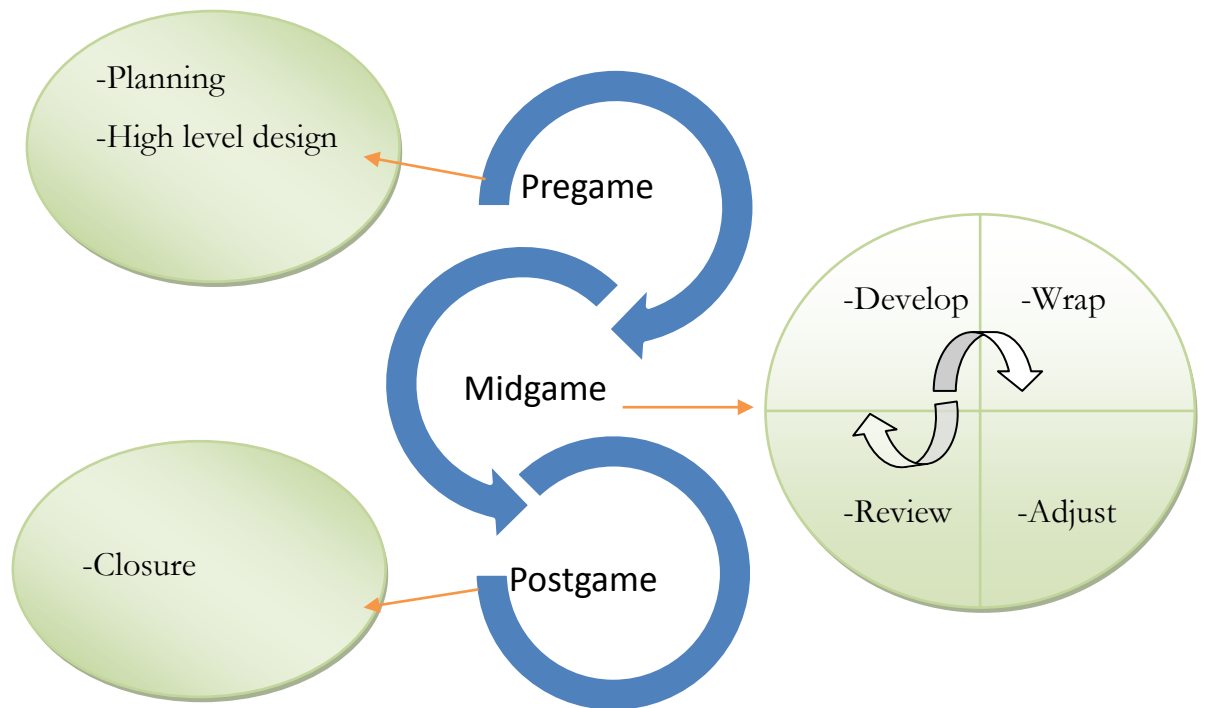 -Planning
-High level design
Pregame
-Develop
-Wrap
Midgame
-Review
-Adjust
-Closure
Postgame